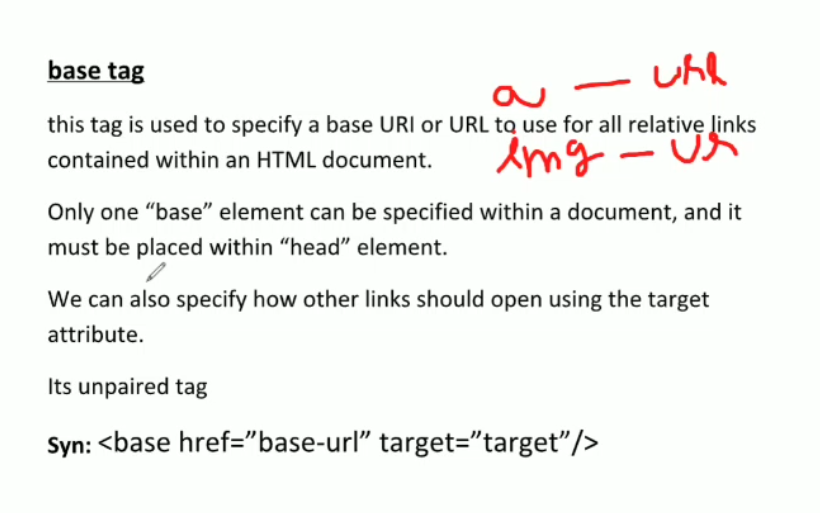 base tag
a — url
this tag is used to specify a base URI or URL to use for all relative links
img — ur
contained within an HTML document.
Only one “base” element can be specified within a document, and it
must be placed within “head” element.
We can also specify how other links should open using the target
attribute.
Its unpaired tag
Syn: <base href=”base-url” target=”target”/>